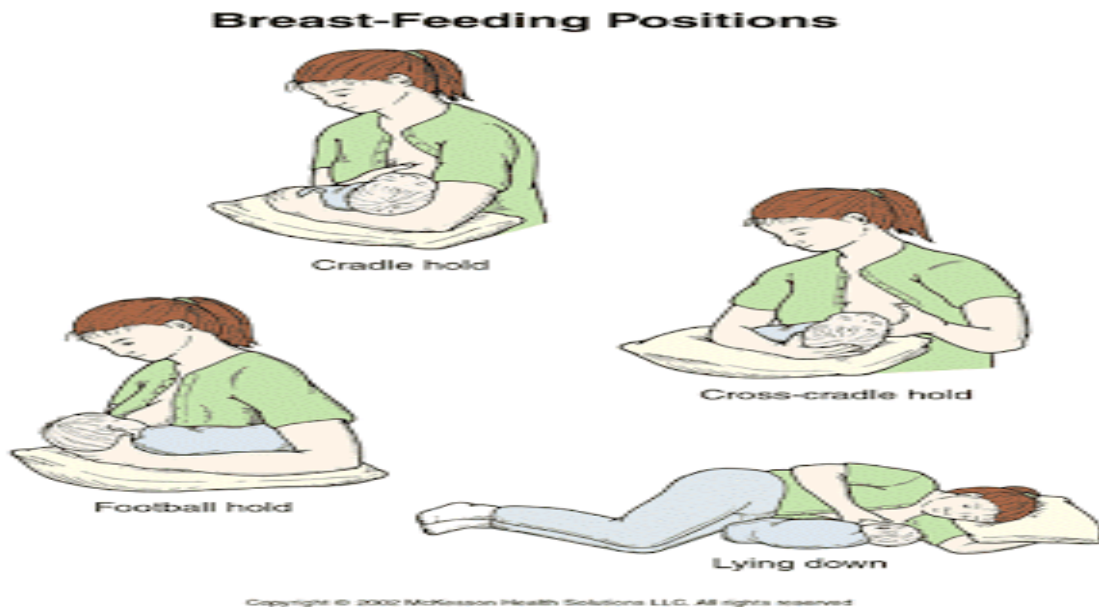 Breast-Feeding Positions
Cradle hold
Cross-cradle hold
Football hold
Lying down
Copyright © 2002 McKesson Health Solutions LLC. All rights reserved